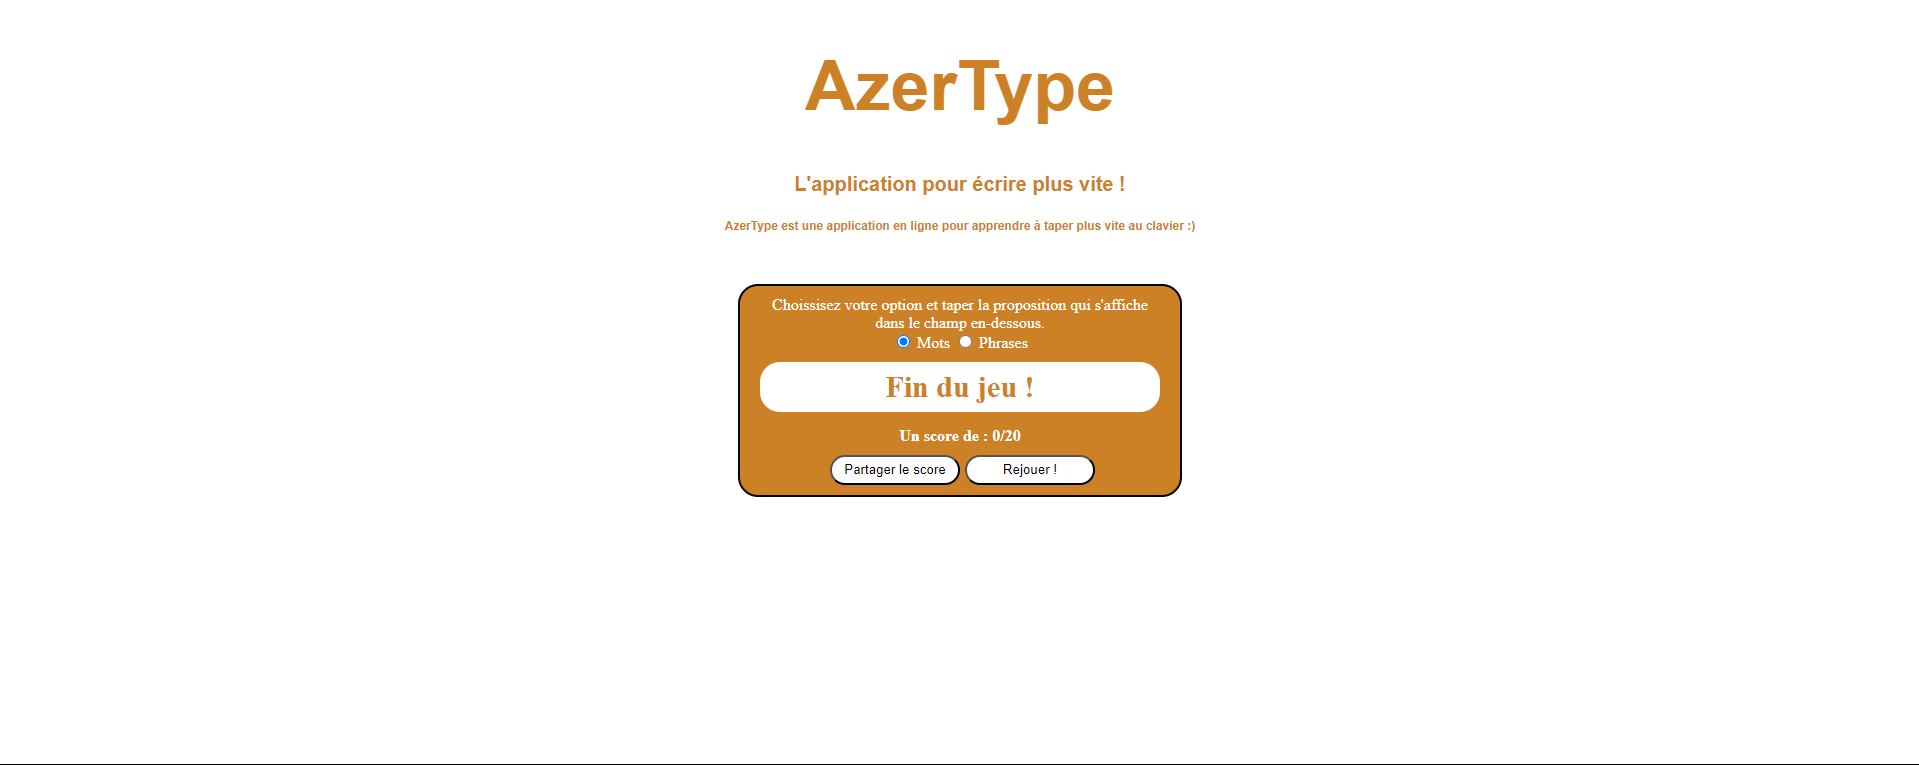 AzerType
L'application pour écrire plus vite !
AzerType est une application en ligne pour apprendre à taper plus vite au clavier :)
Choissisez votre option et taper la proposition qui s'affiche
dans le champ en-dessous.
Mots Phrases
Fin du jeu !
Un score de : 0/20
Partager le score Rejouer !